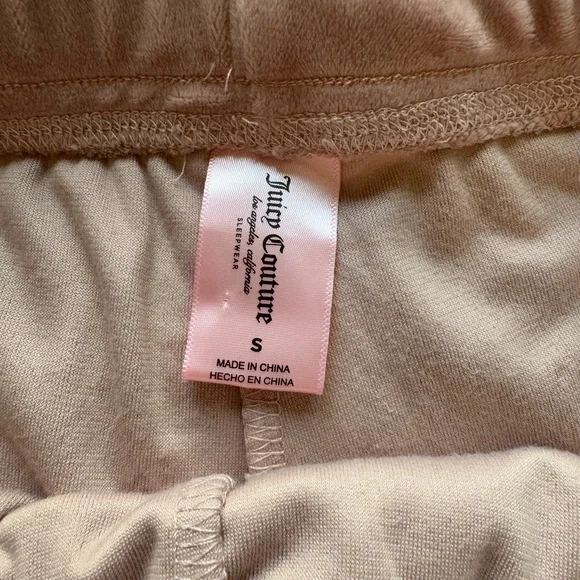 Juicy Couture
los angeles, california
SLEEPWEAR
S
MADE IN CHINA
HECHO EN CHINA